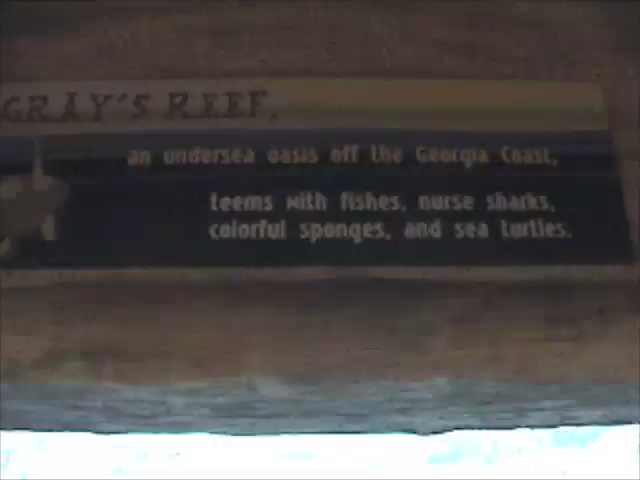 GRAY'S REEF,
an undersea oasis off the Georgia Coast,
teems with fishes, nurse sharks,
colorful sponges, and sea turtles.